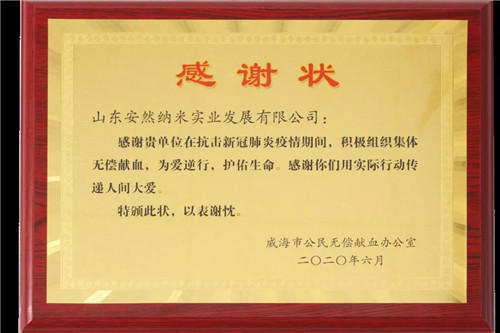 感谢状
山东安然纳米实业发展有限公司：
感谢贵单位在抗击新冠肺炎疫情期间，积极组织集体
无偿献血，为爱逆行，护佑生命。感谢你们用实际行动传
递人间大爱。
特颁此状，以表谢忱。
威海市公民无偿献血办公室
二〇二〇年六月